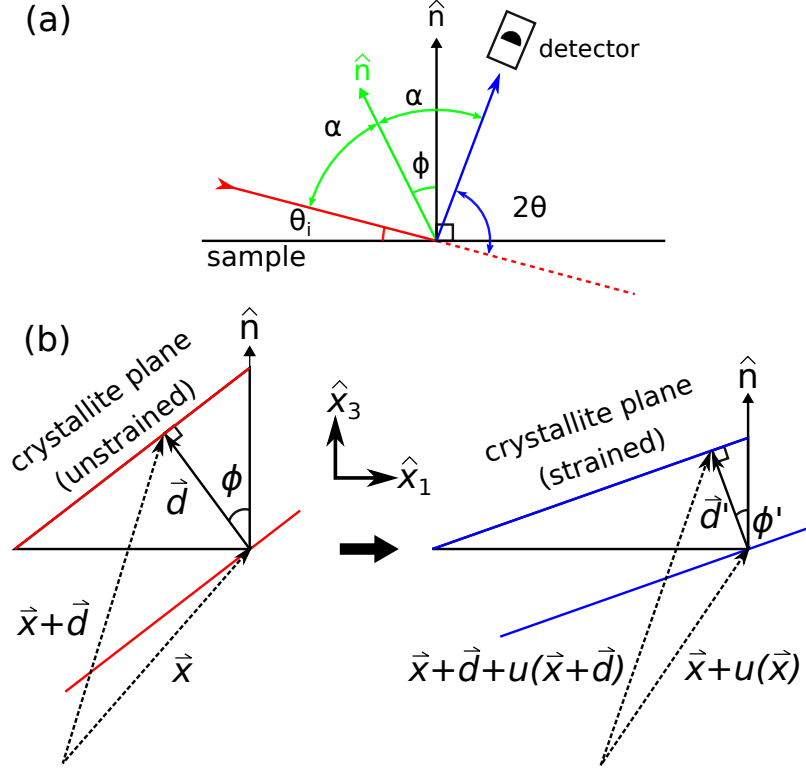 (a)
n̂
n̂
detector
α
α
ϕ
θᵢ
2θ
sample
(b)
n̂
crystallite plane
(unstrained)
x̂₃
x̂₁
d⃗
ϕ
x⃗+d⃗
x⃗
n̂
crystallite plane
(strained)
d⃗'
ϕ'
x⃗+d⃗+u(x⃗+d⃗)
x⃗+u(x⃗)